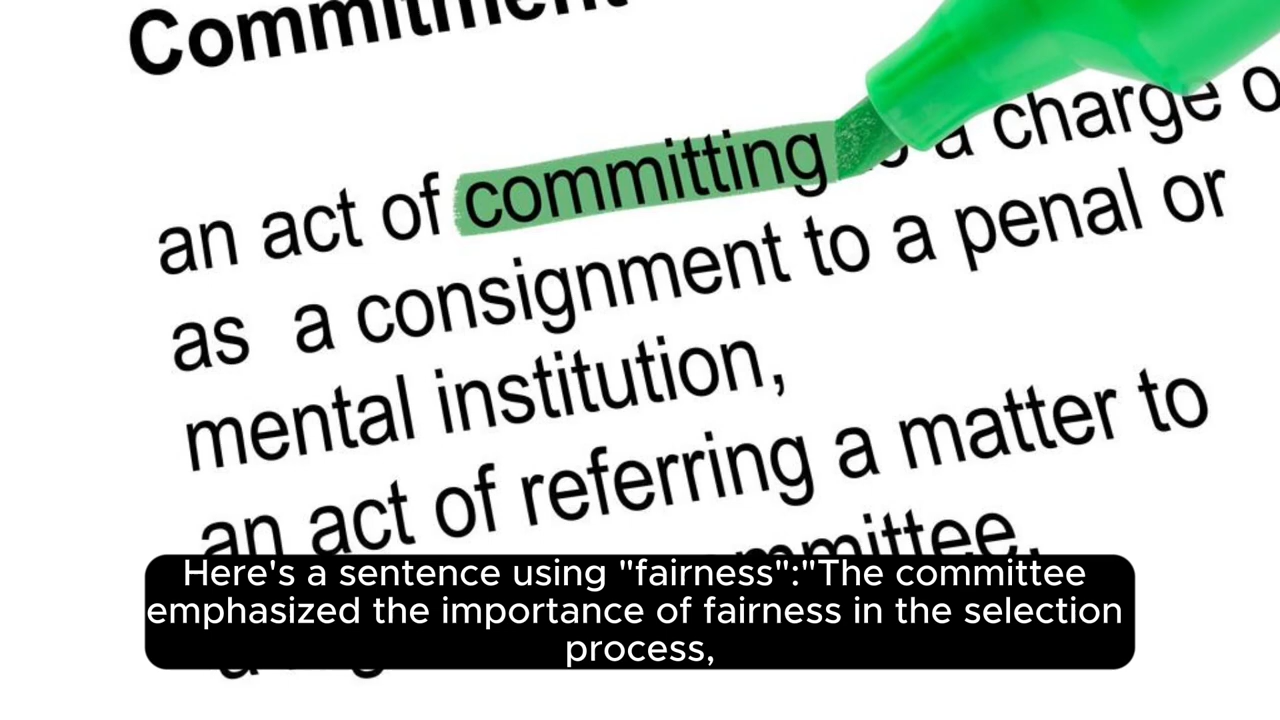 Commitment
an act of committing a charge
as a consignment to a penal or
mental institution,
an act of referring a matter to
Here's a sentence using "fairness":"The committee
emphasized the importance of fairness in the selection
process,